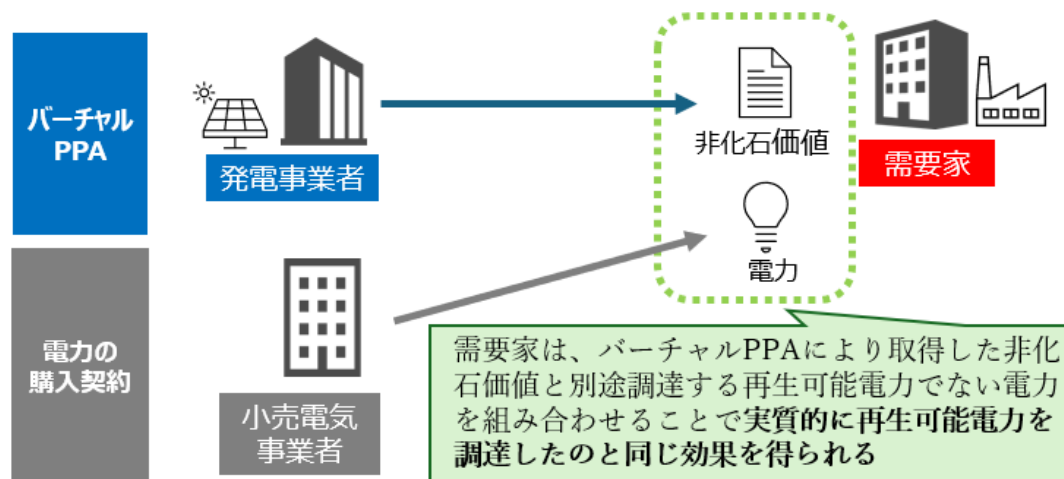 バーチャル
PPA
発電事業者
非化石価値
需要家
電力
電力の
購入契約
小売電気
事業者
需要家は、バーチャルPPAにより取得した非化
石価値と別途調達する再生可能電力でない電力
を組み合わせることで実質的に再生可能電力を
調達したのと同じ効果を得られる